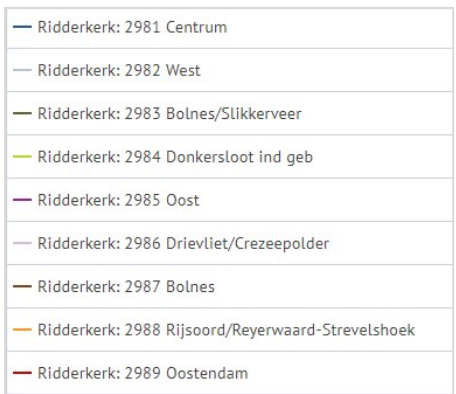 Ridderkerk: 2981 Centrum
Ridderkerk: 2982 West
Ridderkerk: 2983 Bolnes/Slikkerveer
Ridderkerk: 2984 Donkersloot ind geb
Ridderkerk: 2985 Oost
Ridderkerk: 2986 Drievliet/Crezeepolder
Ridderkerk: 2987 Bolnes
Ridderkerk: 2988 Rijsoord/Reyerwaard-Strevelshoek
Ridderkerk: 2989 Oostendam